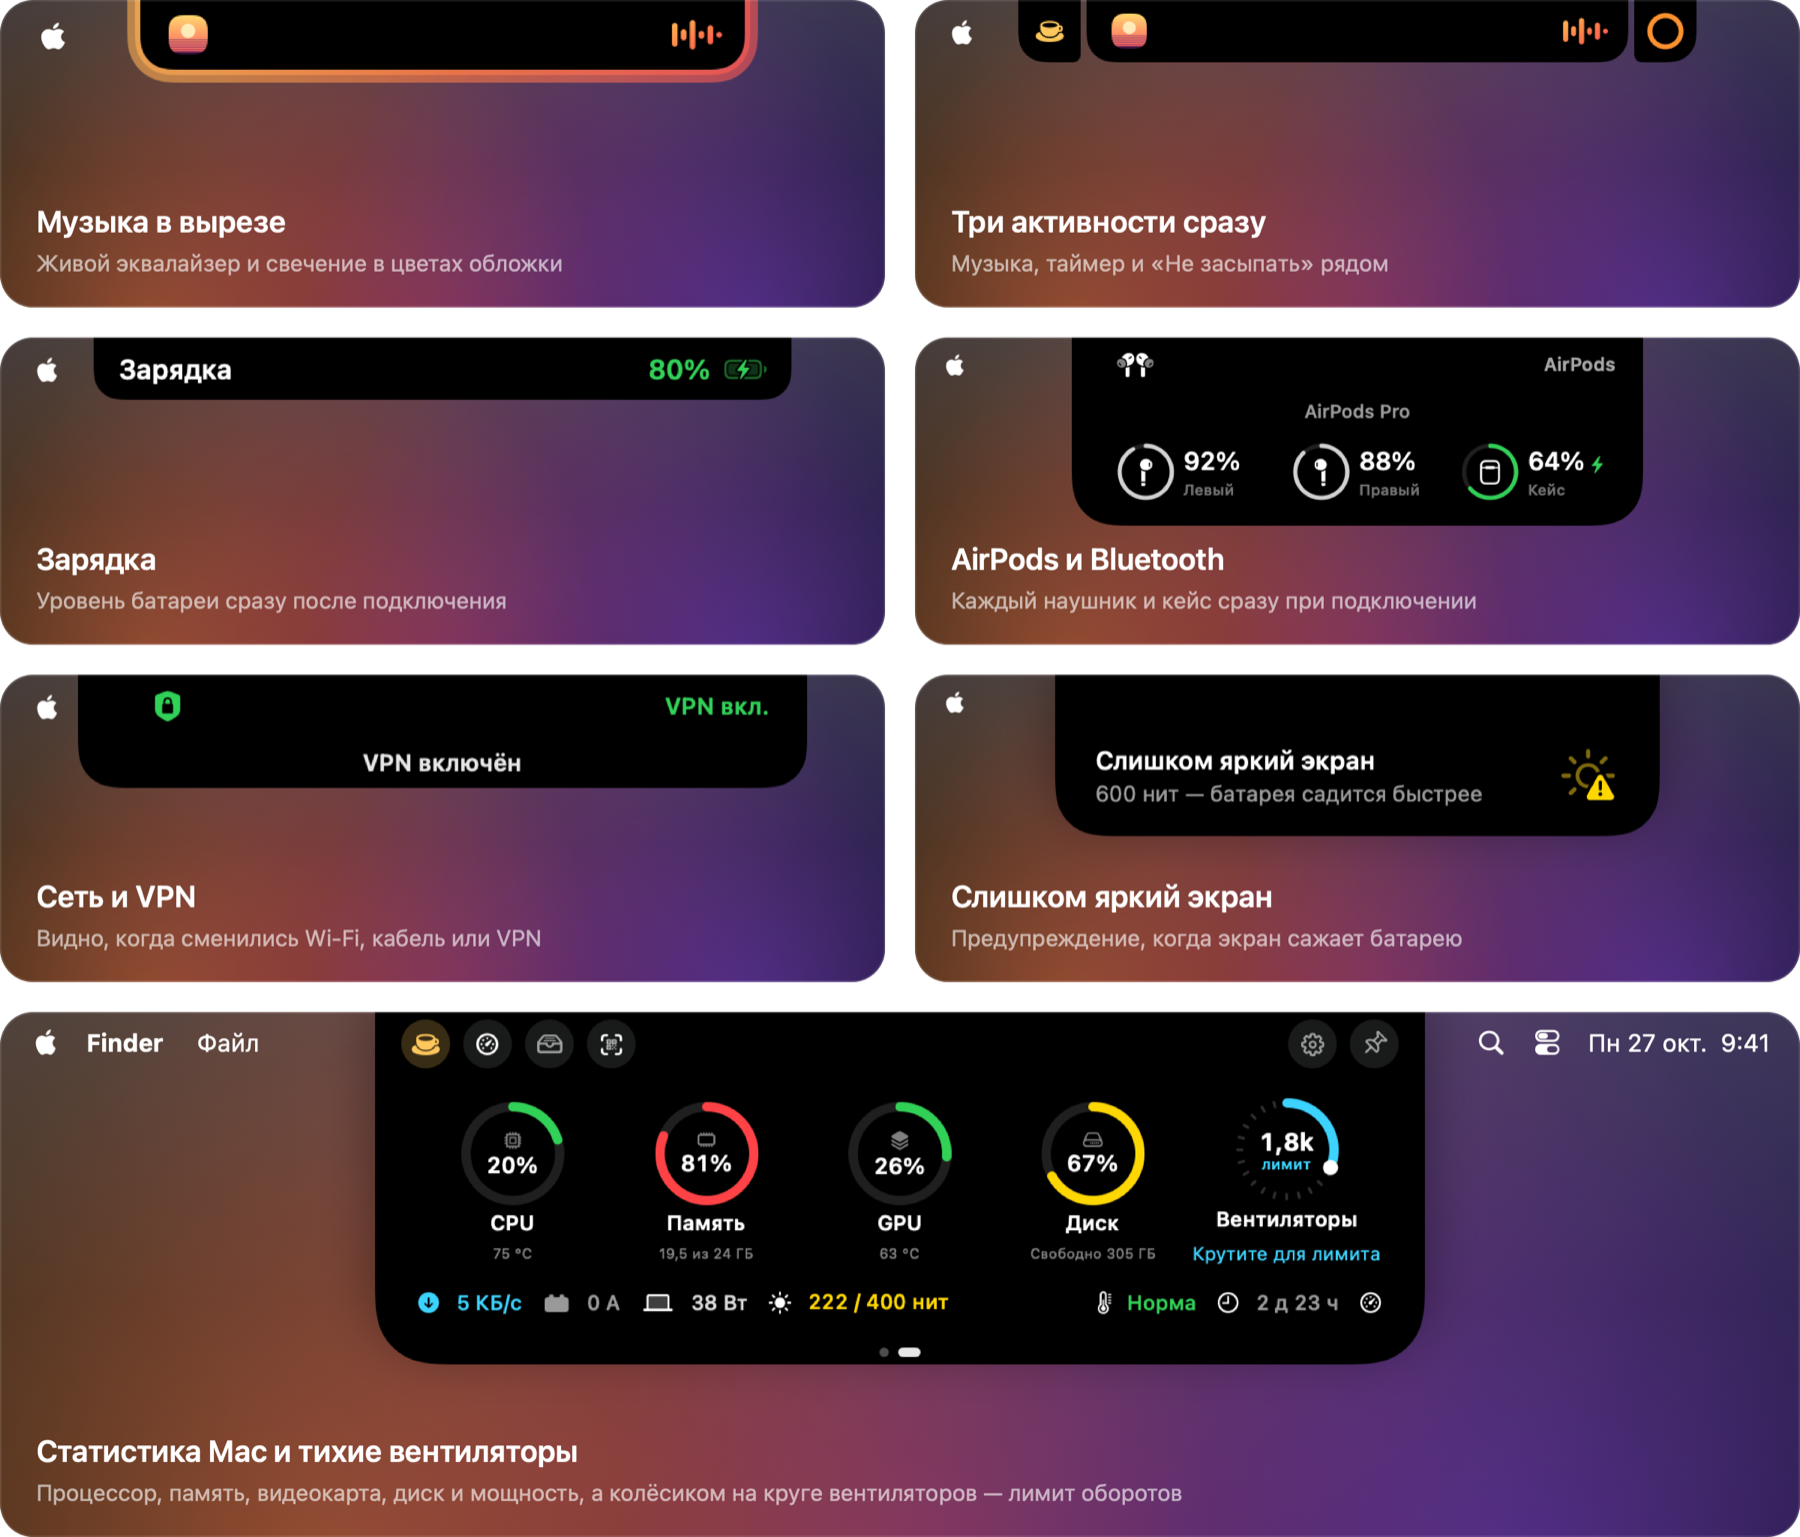 Музыка в вырезе
Живой эквалайзер и свечение в цветах обложки
Три активности сразу
Музыка, таймер и «Не засыпать» рядом
Зарядка 80%
Зарядка
Уровень батареи сразу после подключения
AirPods
AirPods Pro
92% 88% 64%
Левый Правый Кейс
AirPods и Bluetooth
Каждый наушник и кейс сразу при подключении
VPN вкл.
VPN включён
Сеть и VPN
Видно, когда сменились Wi-Fi, кабель или VPN
Слишком яркий экран
600 нит — батарея садится быстрее
Слишком яркий экран
Предупреждение, когда экран сажает батарею
Finder Файл Пн 27 окт. 9:41
20% 81% 26% 67% 1,8k
лимит
CPU Память GPU Диск Вентиляторы
75 °C 19,5 из 24 ГБ 63 °C Свободно 305 ГБ Крутите для лимита
5 КБ/с 0 А 38 Вт 222 / 400 нит Норма 2 д 23 ч
Статистика Mac и тихие вентиляторы
Процессор, память, видеокарта, диск и мощность, а колёсиком на круге вентиляторов — лимит оборотов